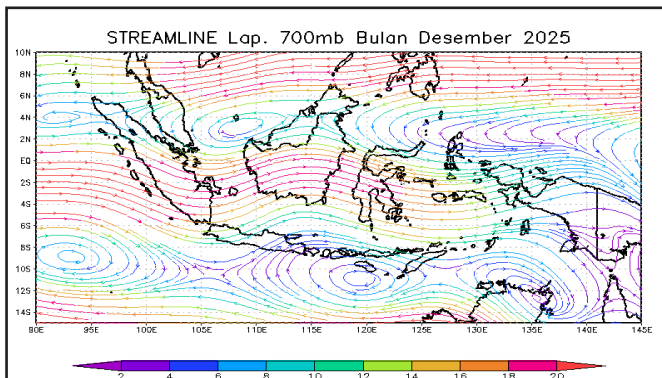 STREAMLINE Lap. 700mb Bulan Desember 2025
10N
8N
6N
4N
2N
EQ
2S
4S
6S
8S
10S
12S
14S
90E 95E 100E 105E 110E 115E 120E 125E 130E 135E 140E 145E
2 4 6 8 10 12 14 16 18 20